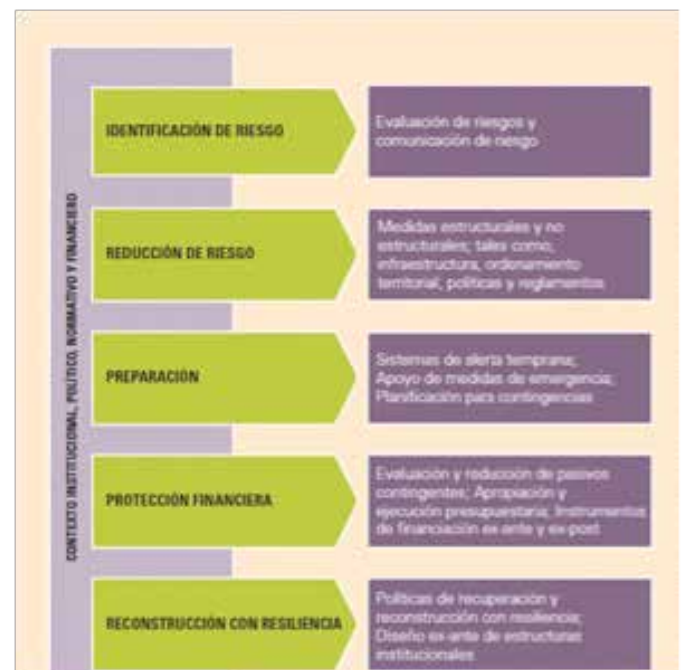 CONTEXTO INSTITUCIONAL, POLÍTICO, NORMATIVO Y FINANCIERO
IDENTIFICACIÓN DE RIESGO
Evaluación de riesgos y
comunicación de riesgo
REDUCCIÓN DE RIESGO
Medidas estructurales y no
estructurales; tales como,
infraestructura, ordenamiento
territorial, políticas y reglamentos
PREPARACIÓN
Sistemas de alerta temprana;
Apoyo de medidas de emergencia;
Planificación para contingencias
PROTECCIÓN FINANCIERA
Evaluación y reducción de pasivos
contingentes; Apropiación y
ejecución presupuestaria; Instrumentos
de financiación ex-ante y ex-post
RECONSTRUCCIÓN CON RESILIENCIA
Políticas de recuperación y
reconstrucción con resiliencia;
Diseño ex-ante de estructuras
institucionales